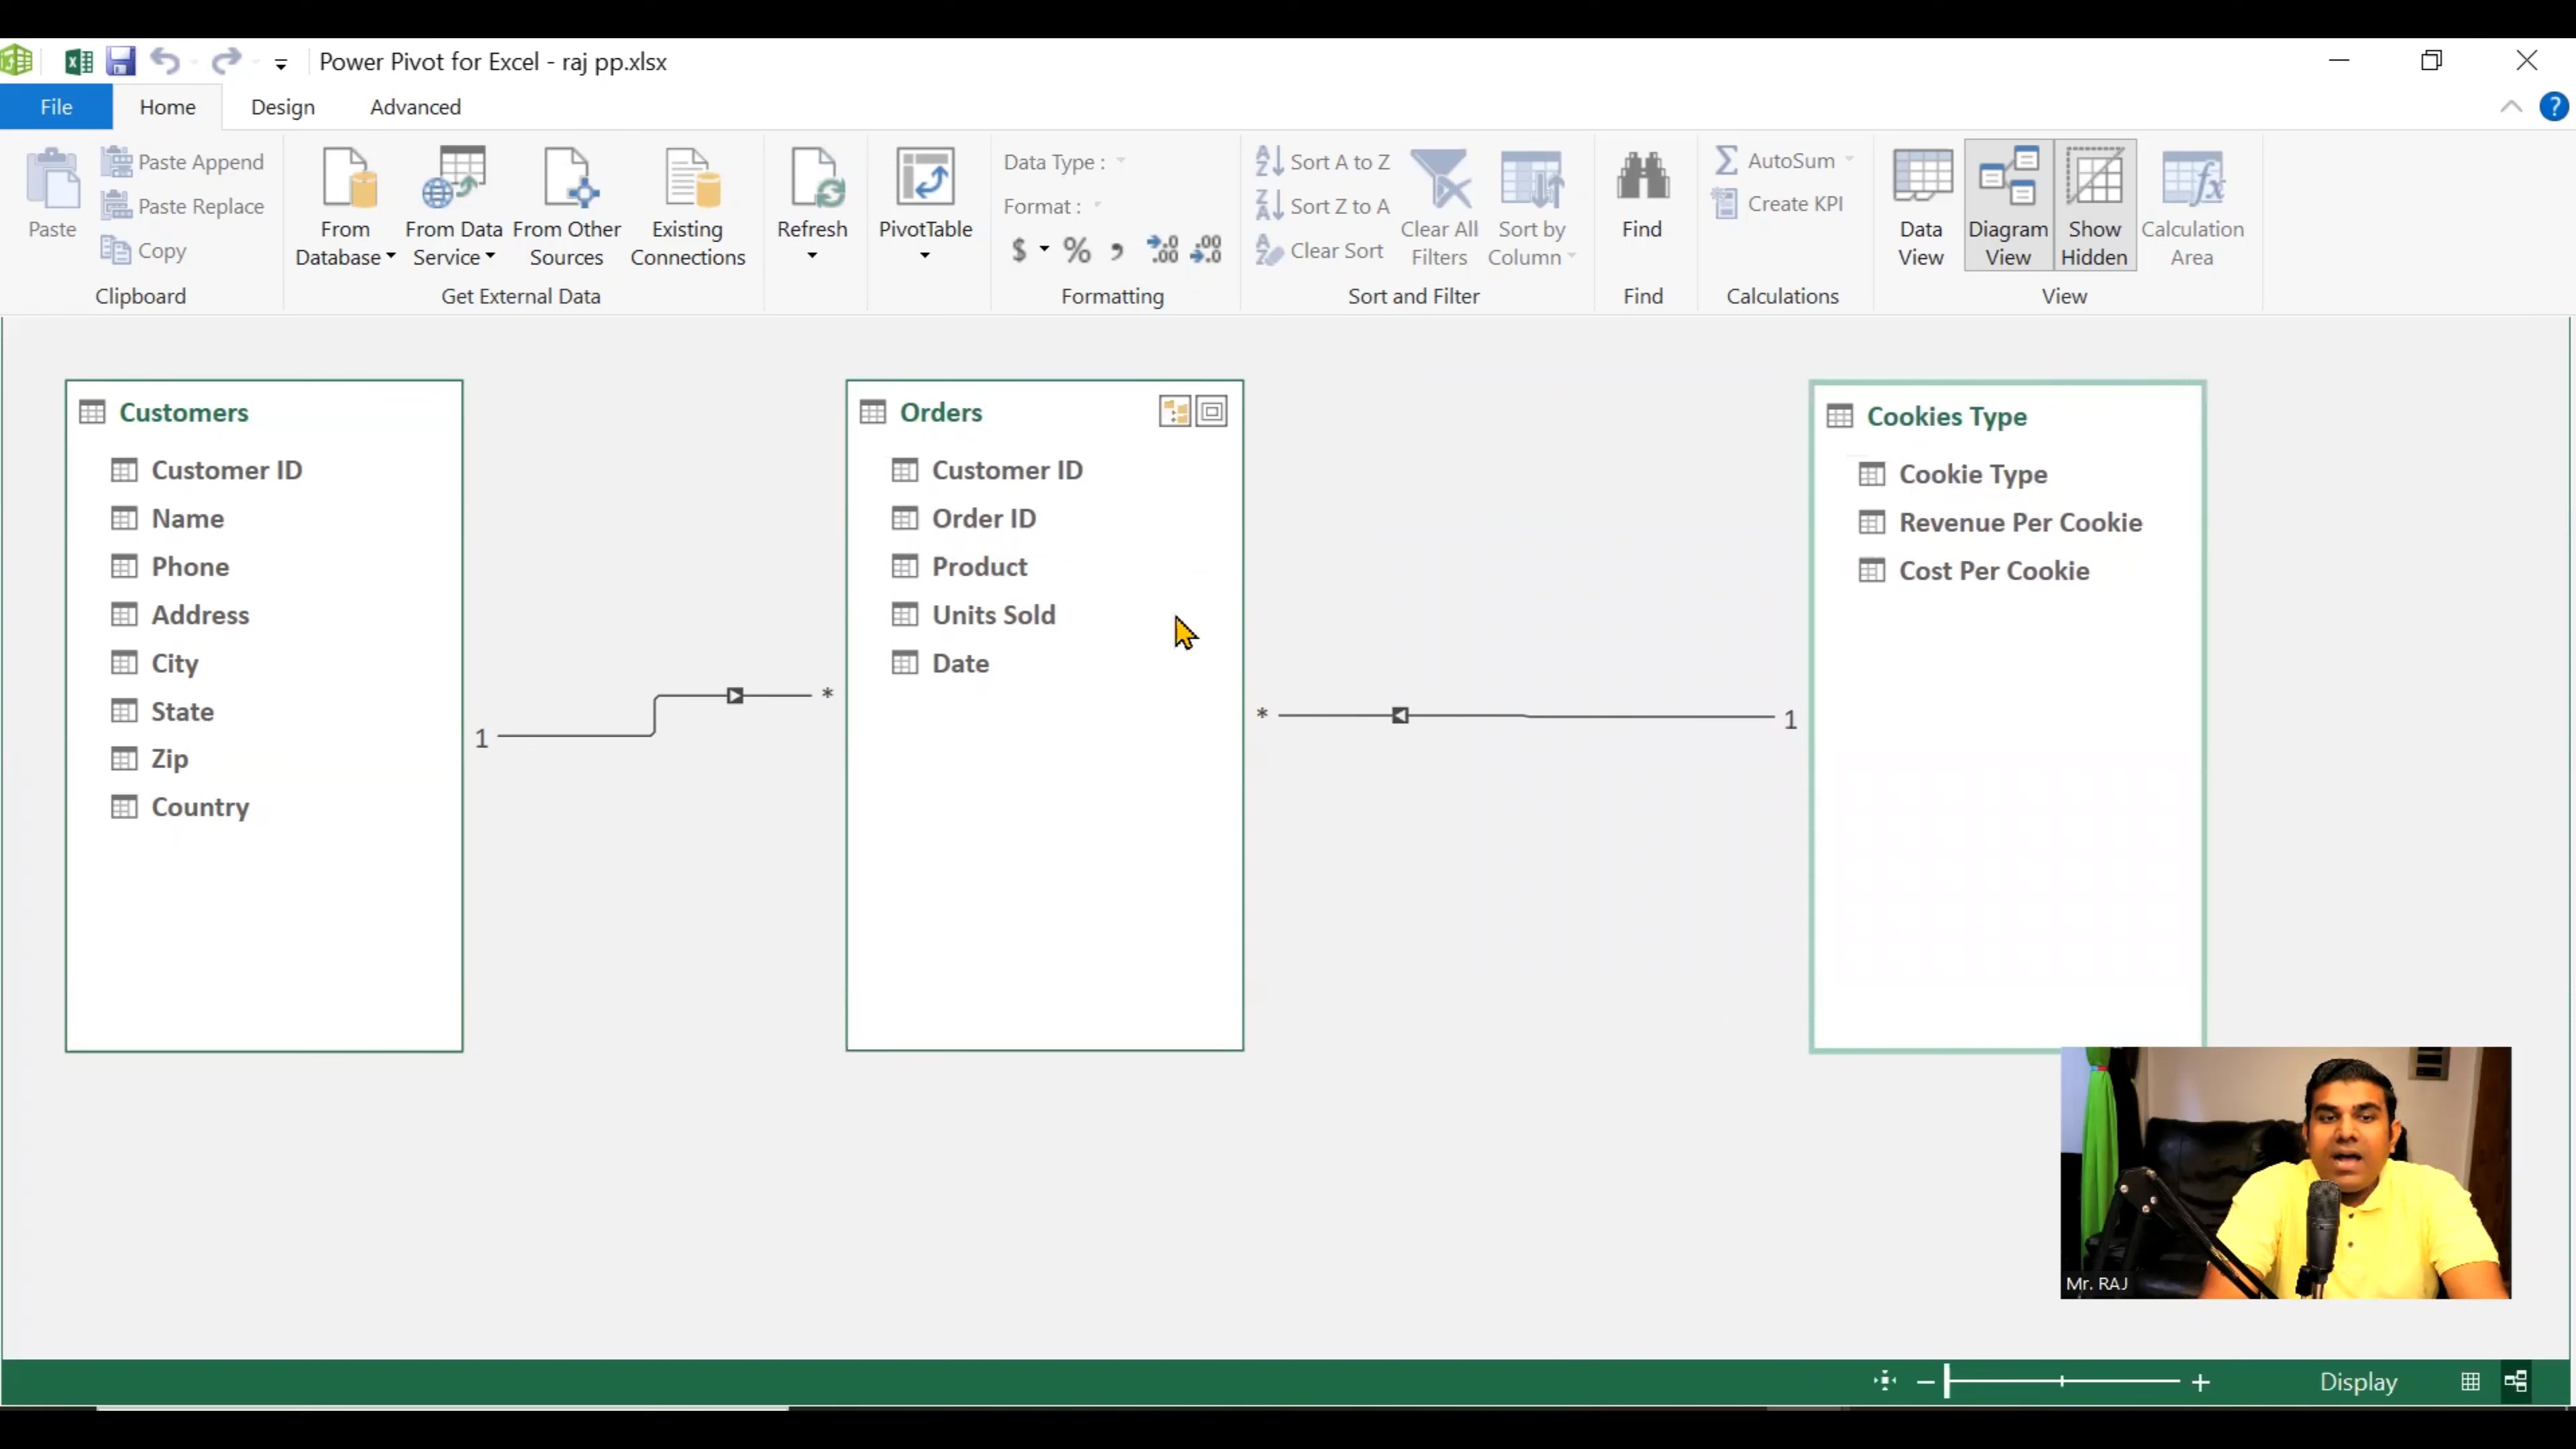 Power Pivot for Excel - raj pp.xlsx
File
Home
Design
Advanced
Paste
Paste Append
Paste Replace
Copy
Clipboard
From
Database
From Data
Service
From Other
Sources
Existing
Connections
Get External Data
Refresh
PivotTable
Data Type :
Format :
$ % , .0 .00 .00 .0
Formatting
Sort A to Z
Sort Z to A
Clear Sort
Clear All
Filters
Sort by
Column
Sort and Filter
Find
Find
AutoSum
Create KPI
Calculations
Data
View
Diagram
View
Show
Hidden
Calculation
Area
View
Customers
Customer ID
Name
Phone
Address
City
State
Zip
Country
1
*
Orders
Customer ID
Order ID
Product
Units Sold
Date
*
1
Cookies Type
Cookie Type
Revenue Per Cookie
Cost Per Cookie
Mr. RAJ
Display